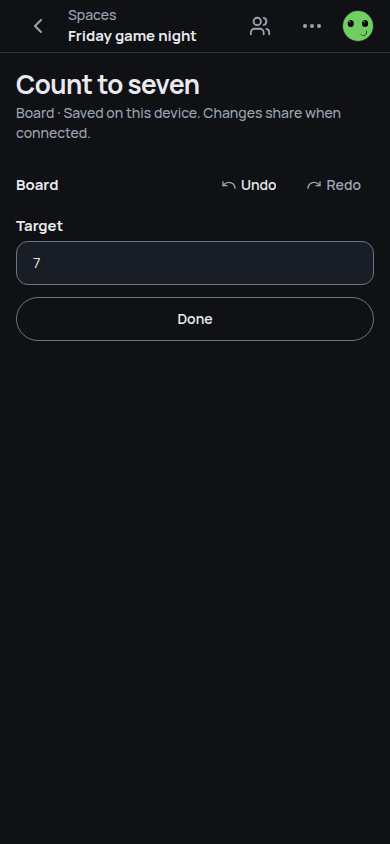 Spaces
Friday game night
Count to seven
Board · Saved on this device. Changes share when
connected.
Board
Undo
Redo
Target
7
Done